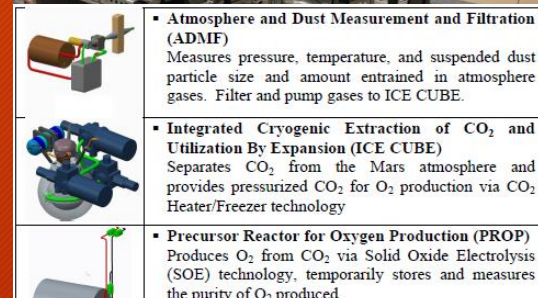 ▪ Atmosphere and Dust Measurement and Filtration
(ADMF)
Measures pressure, temperature, and suspended dust
particle size and amount entrained in atmosphere
gases. Filter and pump gases to ICE CUBE.
▪ Integrated Cryogenic Extraction of CO₂ and
Utilization By Expansion (ICE CUBE)
Separates CO₂ from the Mars atmosphere and
provides pressurized CO₂ for O₂ production via CO₂
Heater/Freezer technology
▪ Precursor Reactor for Oxygen Production (PROP)
Produces O₂ from CO₂ via Solid Oxide Electrolysis
(SOE) technology, temporarily stores and measures
the purity of O₂ produced